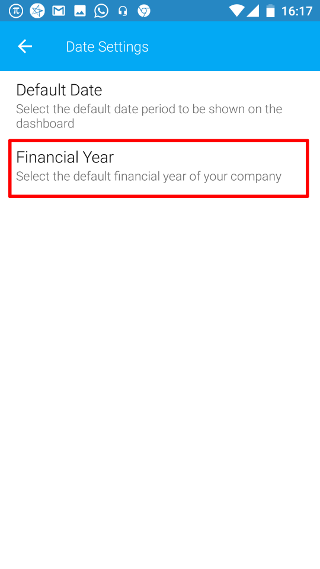 16:17
Date Settings
Default Date
Select the default date period to be shown on the
dashboard
Financial Year
Select the default financial year of your company